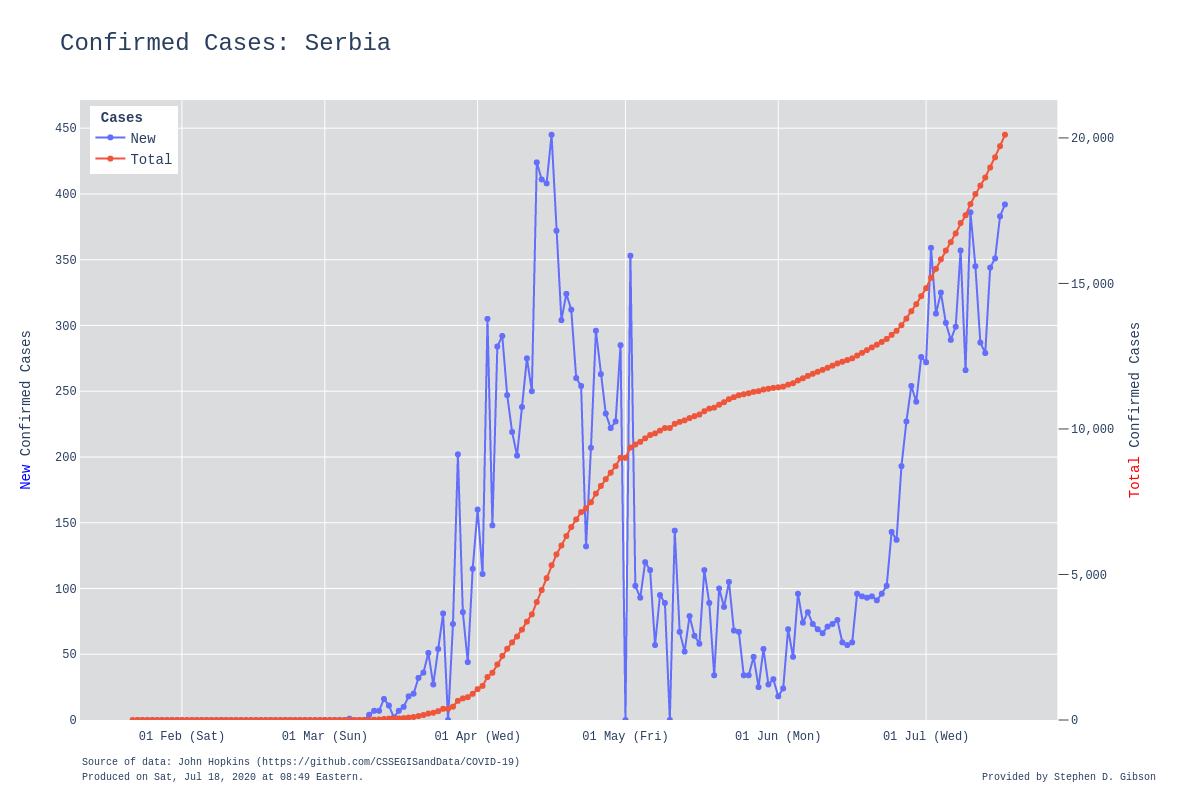 Confirmed Cases: Serbia
Cases
New
Total
450
400
350
300
250
200
150
100
50
0
New Confirmed Cases
20,000
15,000
10,000
5,000
0
Total Confirmed Cases
01 Feb (Sat)
01 Mar (Sun)
01 Apr (Wed)
01 May (Fri)
01 Jun (Mon)
01 Jul (Wed)
Source of data: John Hopkins (https://github.com/CSSEGISandData/COVID-19)
Produced on Sat, Jul 18, 2020 at 08:49 Eastern.
Provided by Stephen D. Gibson